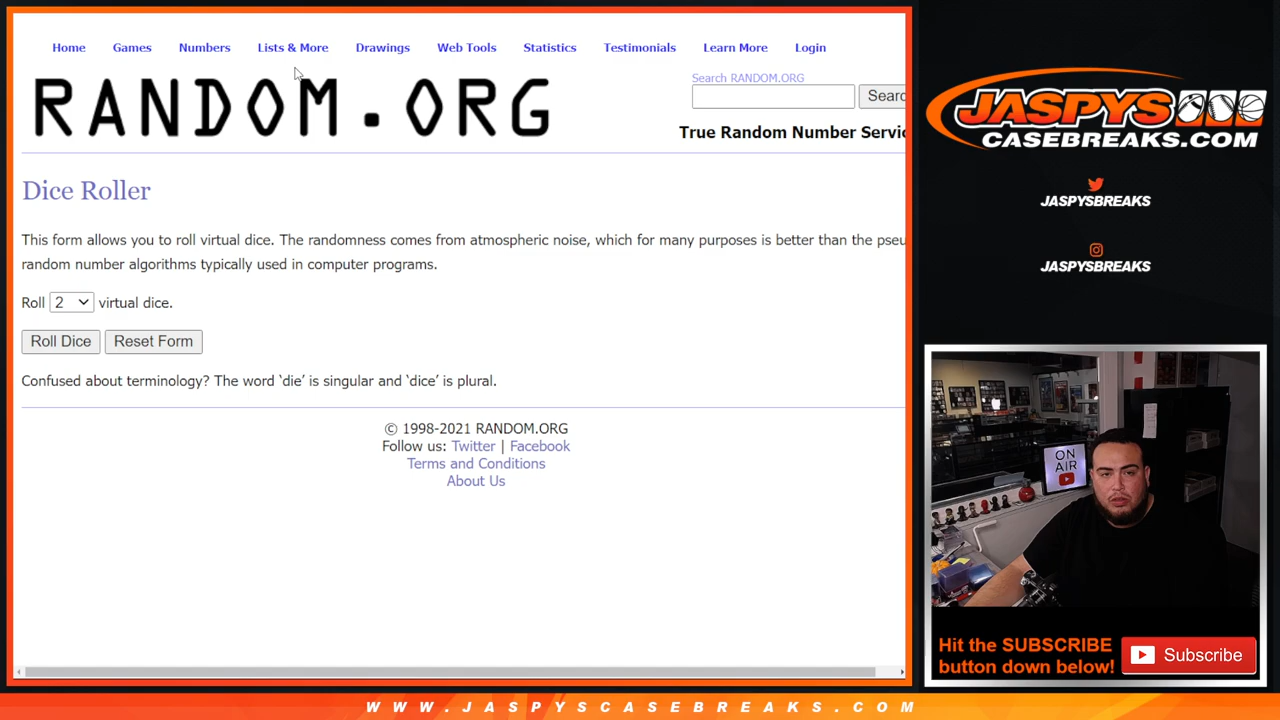 Home Games Numbers Lists & More Drawings Web Tools Statistics Testimonials Learn More Login
RANDOM.ORG
Search RANDOM.ORG
Searc
True Random Number Servic
Dice Roller
This form allows you to roll virtual dice. The randomness comes from atmospheric noise, which for many purposes is better than the pseu
random number algorithms typically used in computer programs.
Roll 2 virtual dice.
Roll Dice Reset Form
Confused about terminology? The word ‘die’ is singular and ‘dice’ is plural.
© 1998-2021 RANDOM.ORG
Follow us: Twitter | Facebook
Terms and Conditions
About Us
JASPYS
CASEBREAKS.COM
JASPYSBREAKS
JASPYSBREAKS
ON
AIR
Hit the SUBSCRIBE
button down below!
Subscribe
WWW.JASPYSCASEBREAKS.COM